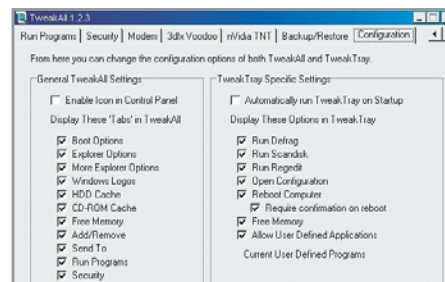 TweakAll 1.2.3
Run Programs Security Modem 3dfx Voodoo nVidia TNT Backup/Restore Configuration
From here you can change the configuration options of both TweakAll and TweakTray.
General TweakAll Settings
Enable Icon in Control Panel
Display These 'Tabs' in TweakAll
Boot Options
Explorer Options
More Explorer Options
Windows Logos
HDD Cache
CD-ROM Cache
Free Memory
Add/Remove
Send To
Run Programs
Security
TweakTray Specific Settings
Automatically run TweakTray on Startup
Display These Options in TweakTray
Run Defrag
Run Scandisk
Run Regedit
Open Configuration
Reboot Computer
Require confirmation on reboot
Free Memory
Allow User Defined Applications
Current User Defined Programs